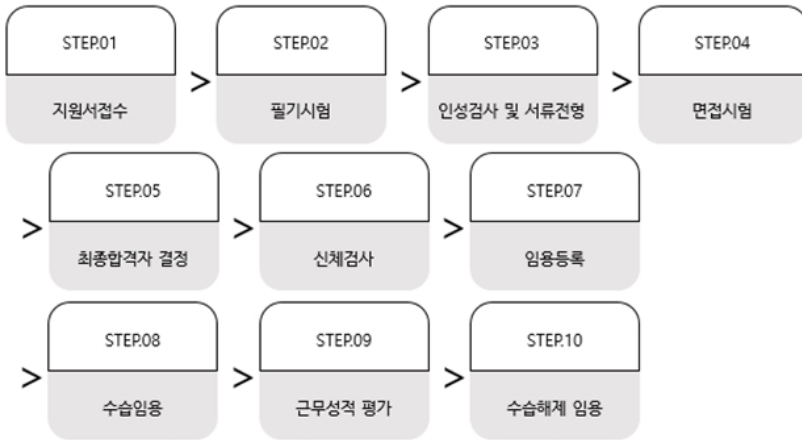 STEP.01
지원서접수
>
STEP.02
필기시험
>
STEP.03
인성검사 및 서류전형
>
STEP.04
면접시험
>
STEP.05
최종합격자 결정
>
STEP.06
신체검사
>
STEP.07
임용등록
>
STEP.08
수습임용
>
STEP.09
근무성적 평가
>
STEP.10
수습해제 임용